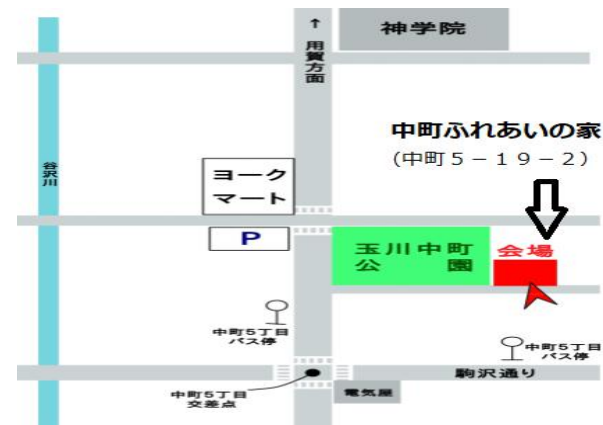 ↑
用賀方面
神学院
中町ふれあいの家
(中町5-19-2)
谷沢川
ヨーク
マート
P
玉川中町
公園
会場
中町5丁目
バス停
中町5丁目
バス停
駒沢通り
中町5丁目
交差点
電気屋